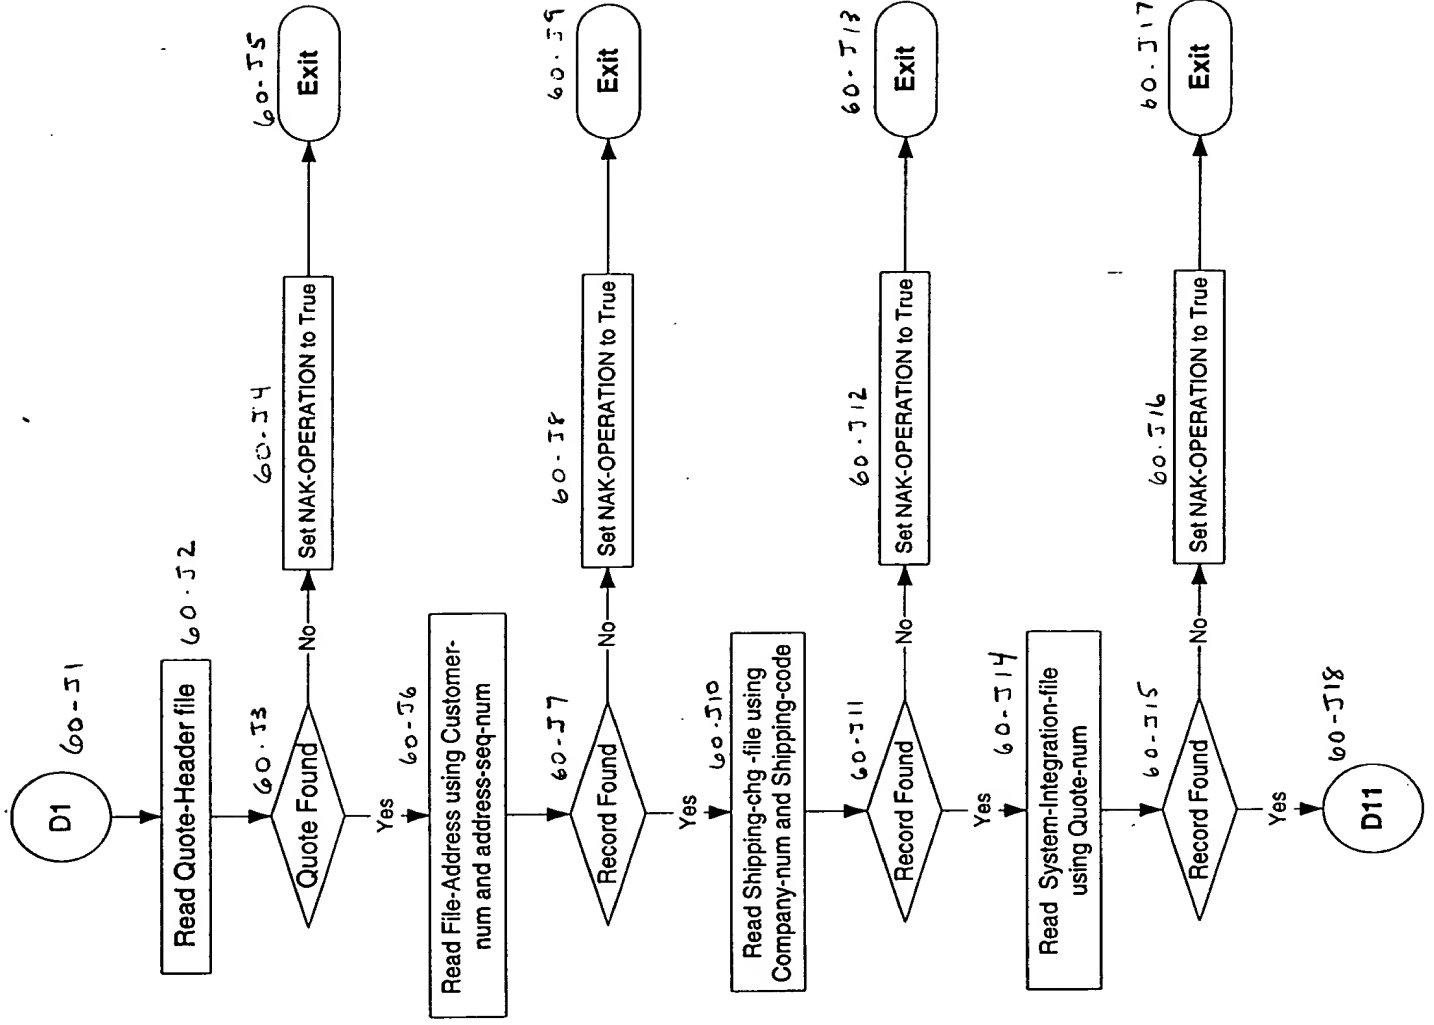 60-J1
D1
60-J2
Read Quote-Header file
60-J3
Quote Found
No
60-J4
Set NAK-OPERATION to True
60-J5
Exit
Yes
60-J6
Read File-Address using Customer-
num and address-seq-num
60-J7
Record Found
No
60-J8
Set NAK-OPERATION to True
60-J9
Exit
Yes
60-J10
Read Shipping-chg -file using
Company-num and Shipping-code
60-J11
Record Found
No
60-J12
Set NAK-OPERATION to True
60-J13
Exit
Yes
60-J14
Read System-Integration-file
using Quote-num
60-J15
Record Found
No
60-J16
Set NAK-OPERATION to True
60-J17
Exit
Yes
60-J18
D11